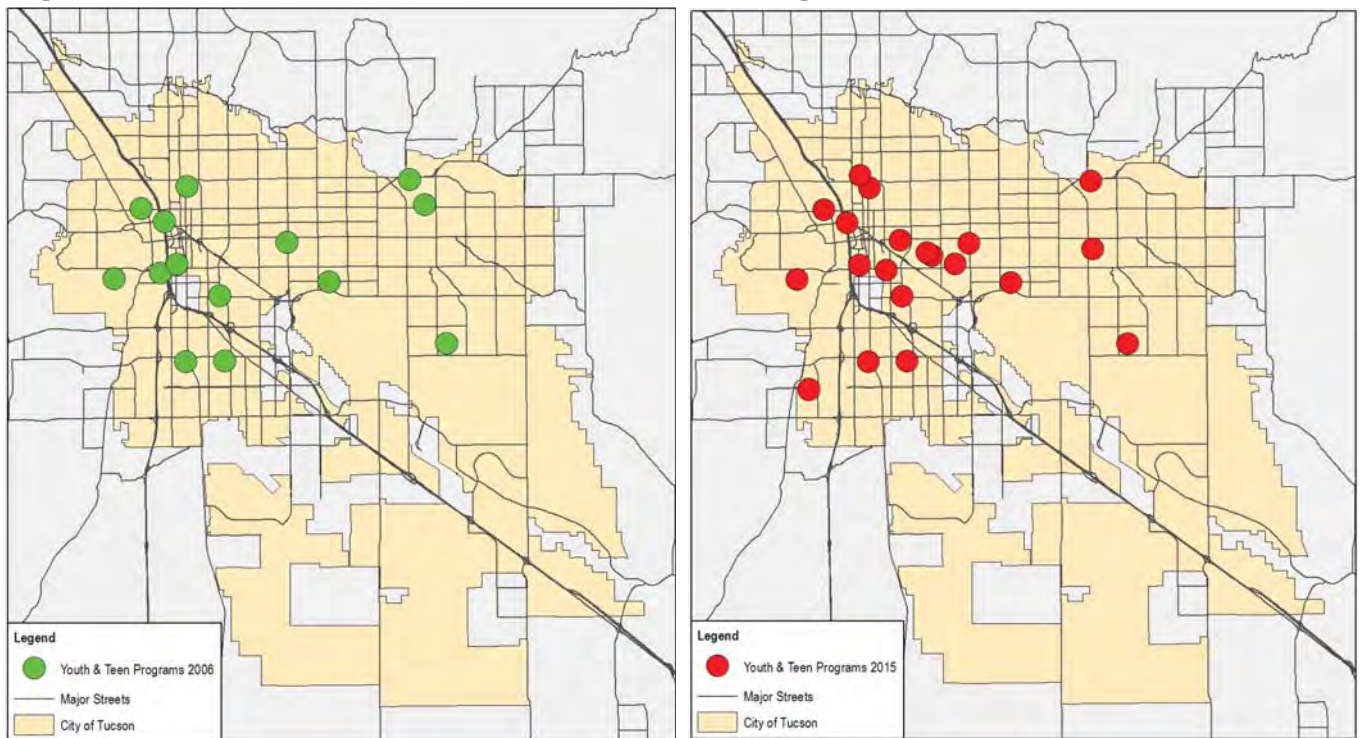 Legend
Youth & Teen Programs 2006
Major Streets
City of Tucson
Legend
Youth & Teen Programs 2015
Major Streets
City of Tucson